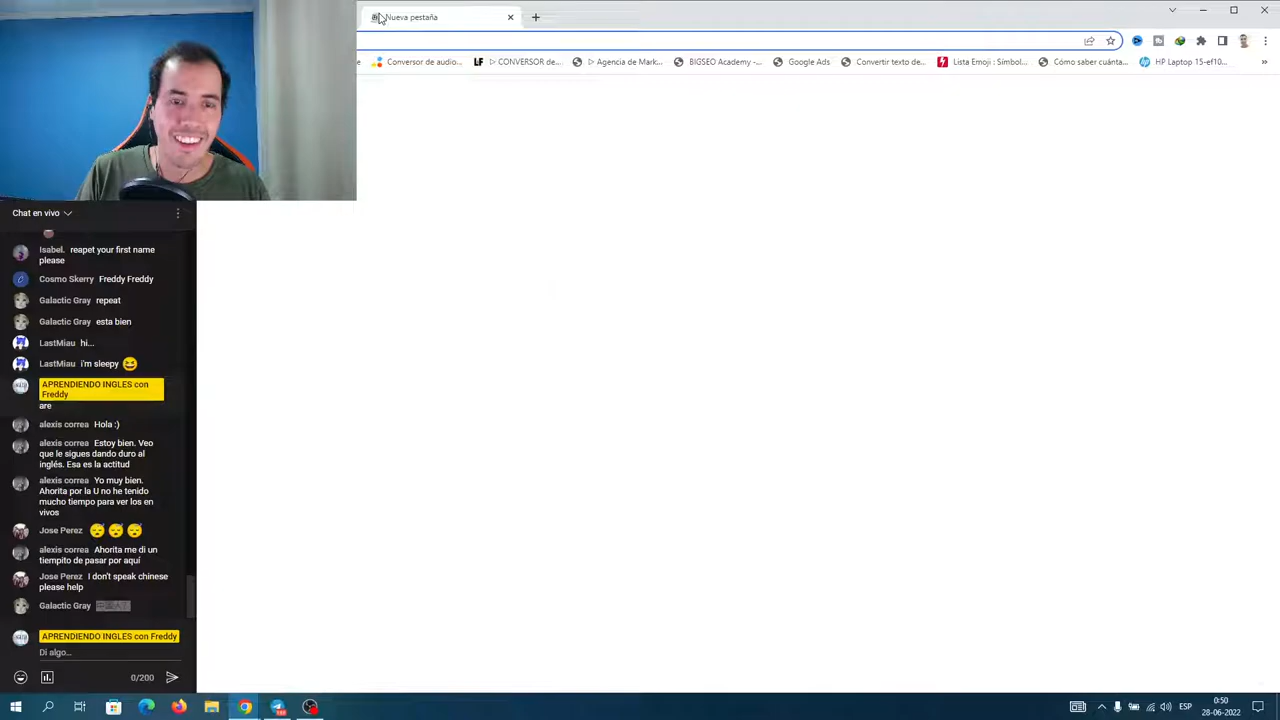 Nueva pestaña
e
Conversor de audio...
▷ CONVERSOR de...
▷ Agencia de Mark...
BIGSEO Academy -...
Google Ads
Convertir texto de...
Lista Emoji : Símbol...
Cómo saber cuánta...
HP Laptop 15-ef10...
»
Chat en vivo
Isabel. reapet your first name
please
Cosmo Skerry Freddy Freddy
Galactic Gray repeat
Galactic Gray esta bien
LastMiau hi...
LastMiau i'm sleepy 😆
APRENDIENDO INGLES con
Freddy
are
alexis correa Hola :)
alexis correa Estoy bien. Veo
que le sigues dando duro al
inglés. Esa es la actitud
alexis correa Yo muy bien.
Ahorita por la U no he tenido
mucho tiempo para ver los en
vivos
Jose Perez 😴 😴 😴
alexis correa Ahorita me di un
tiempito de pasar por aquí
Jose Perez I don't speak chinese
please help
Galactic Gray
APRENDIENDO INGLES con Freddy
Di algo...
0/200
ESP
0:50
28-06-2022